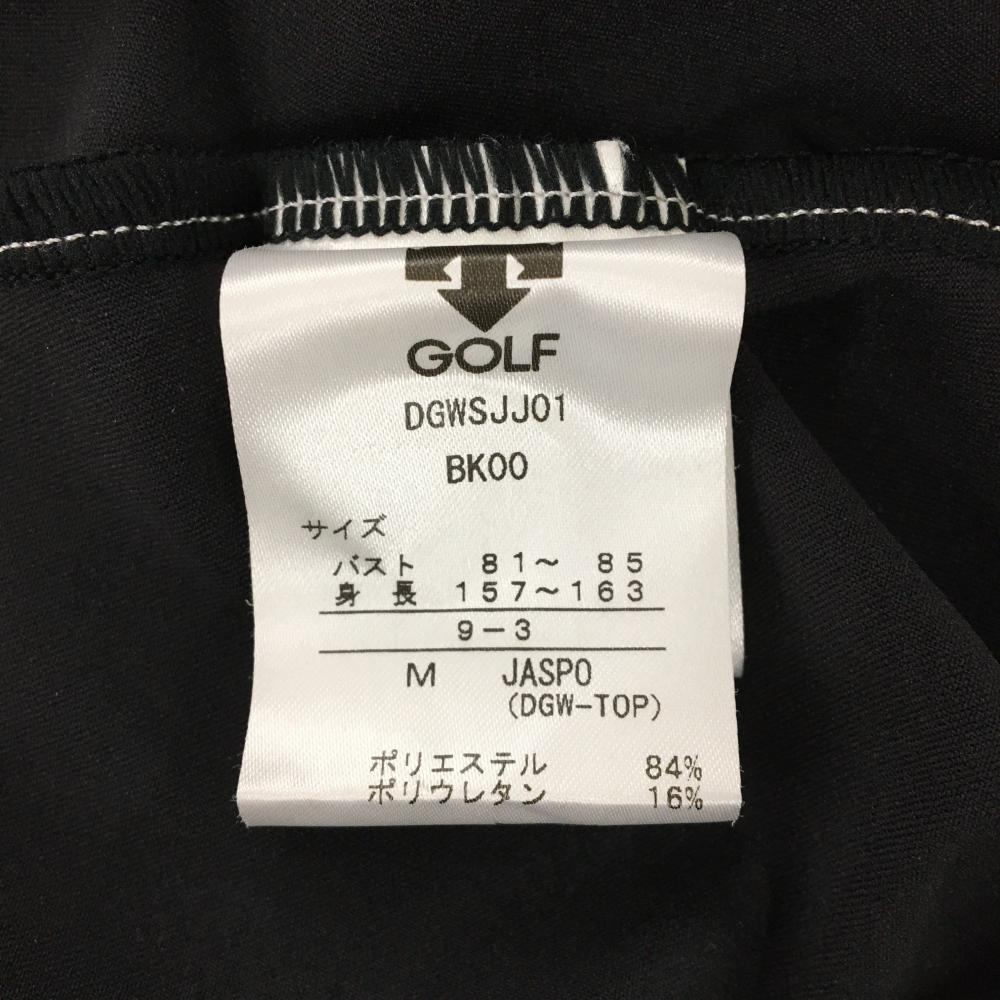 GOLF
DGWSJJ01
BK00
サイズ
バスト 81～ 85
身 長 157～163
9－3
M JASPO
(DGW-TOP)
ポリエステル 84%
ポリウレタン 16%